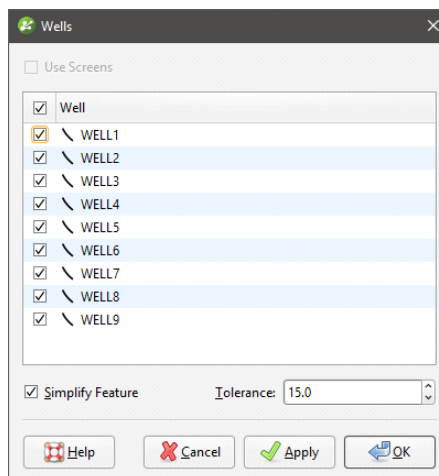 Wells
Use Screens
Well
WELL1
WELL2
WELL3
WELL4
WELL5
WELL6
WELL7
WELL8
WELL9
Simplify Feature Tolerance: 15.0
Help Cancel Apply OK